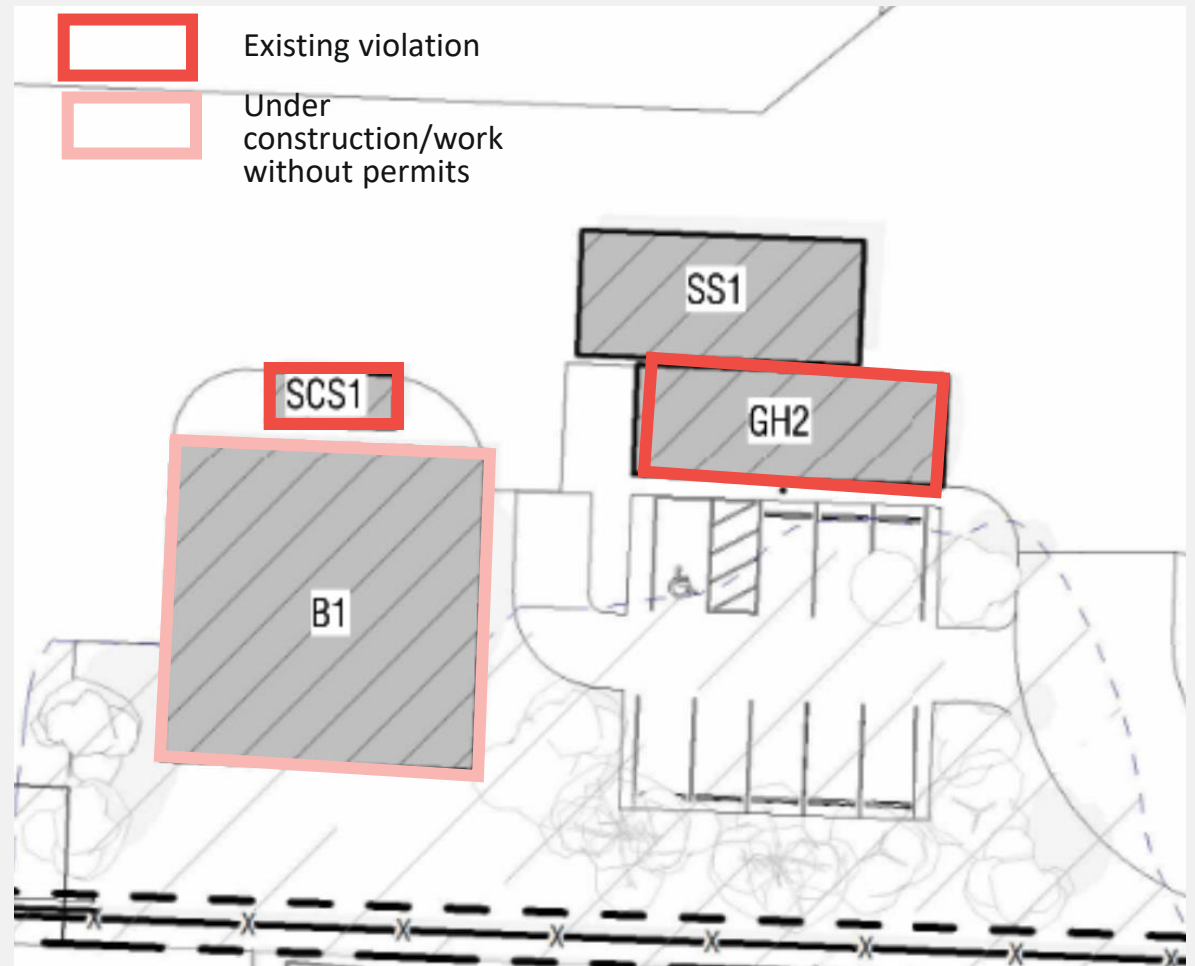 Existing violation
Under
construction/work
without permits
SS1
SCS1
GH2
B1
X X X X X X X X